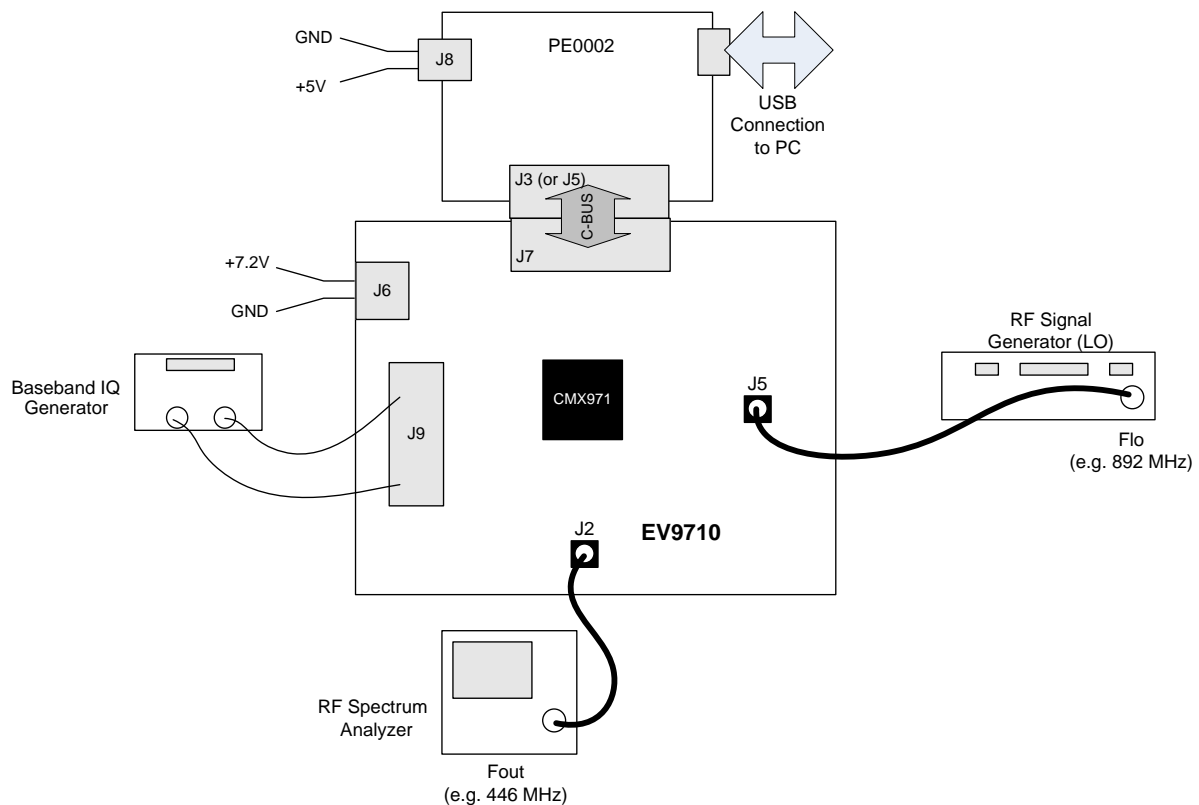 GND
+5V
J8
PE0002
USB
Connection
to PC
J3 (or J5)
C-BUS
J7
+7.2V
GND
J6
Baseband IQ
Generator
J9
CMX971
J5
RF Signal
Generator (LO)
Flo
(e.g. 892 MHz)
J2
EV9710
RF Spectrum
Analyzer
Fout
(e.g. 446 MHz)